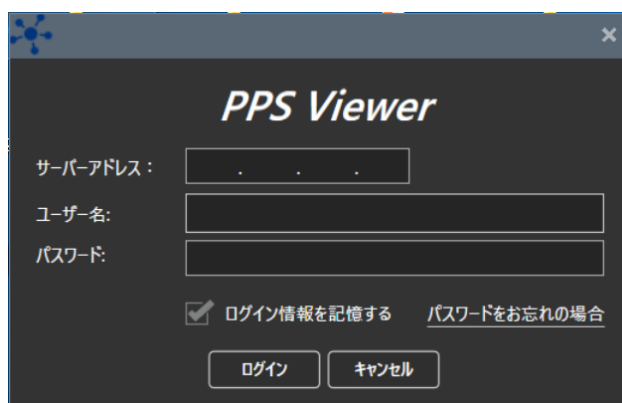 PPS Viewer
サーバーアドレス：
. . .
ユーザー名:
パスワード:
ログイン情報を記憶する パスワードをお忘れの場合
ログイン キャンセル